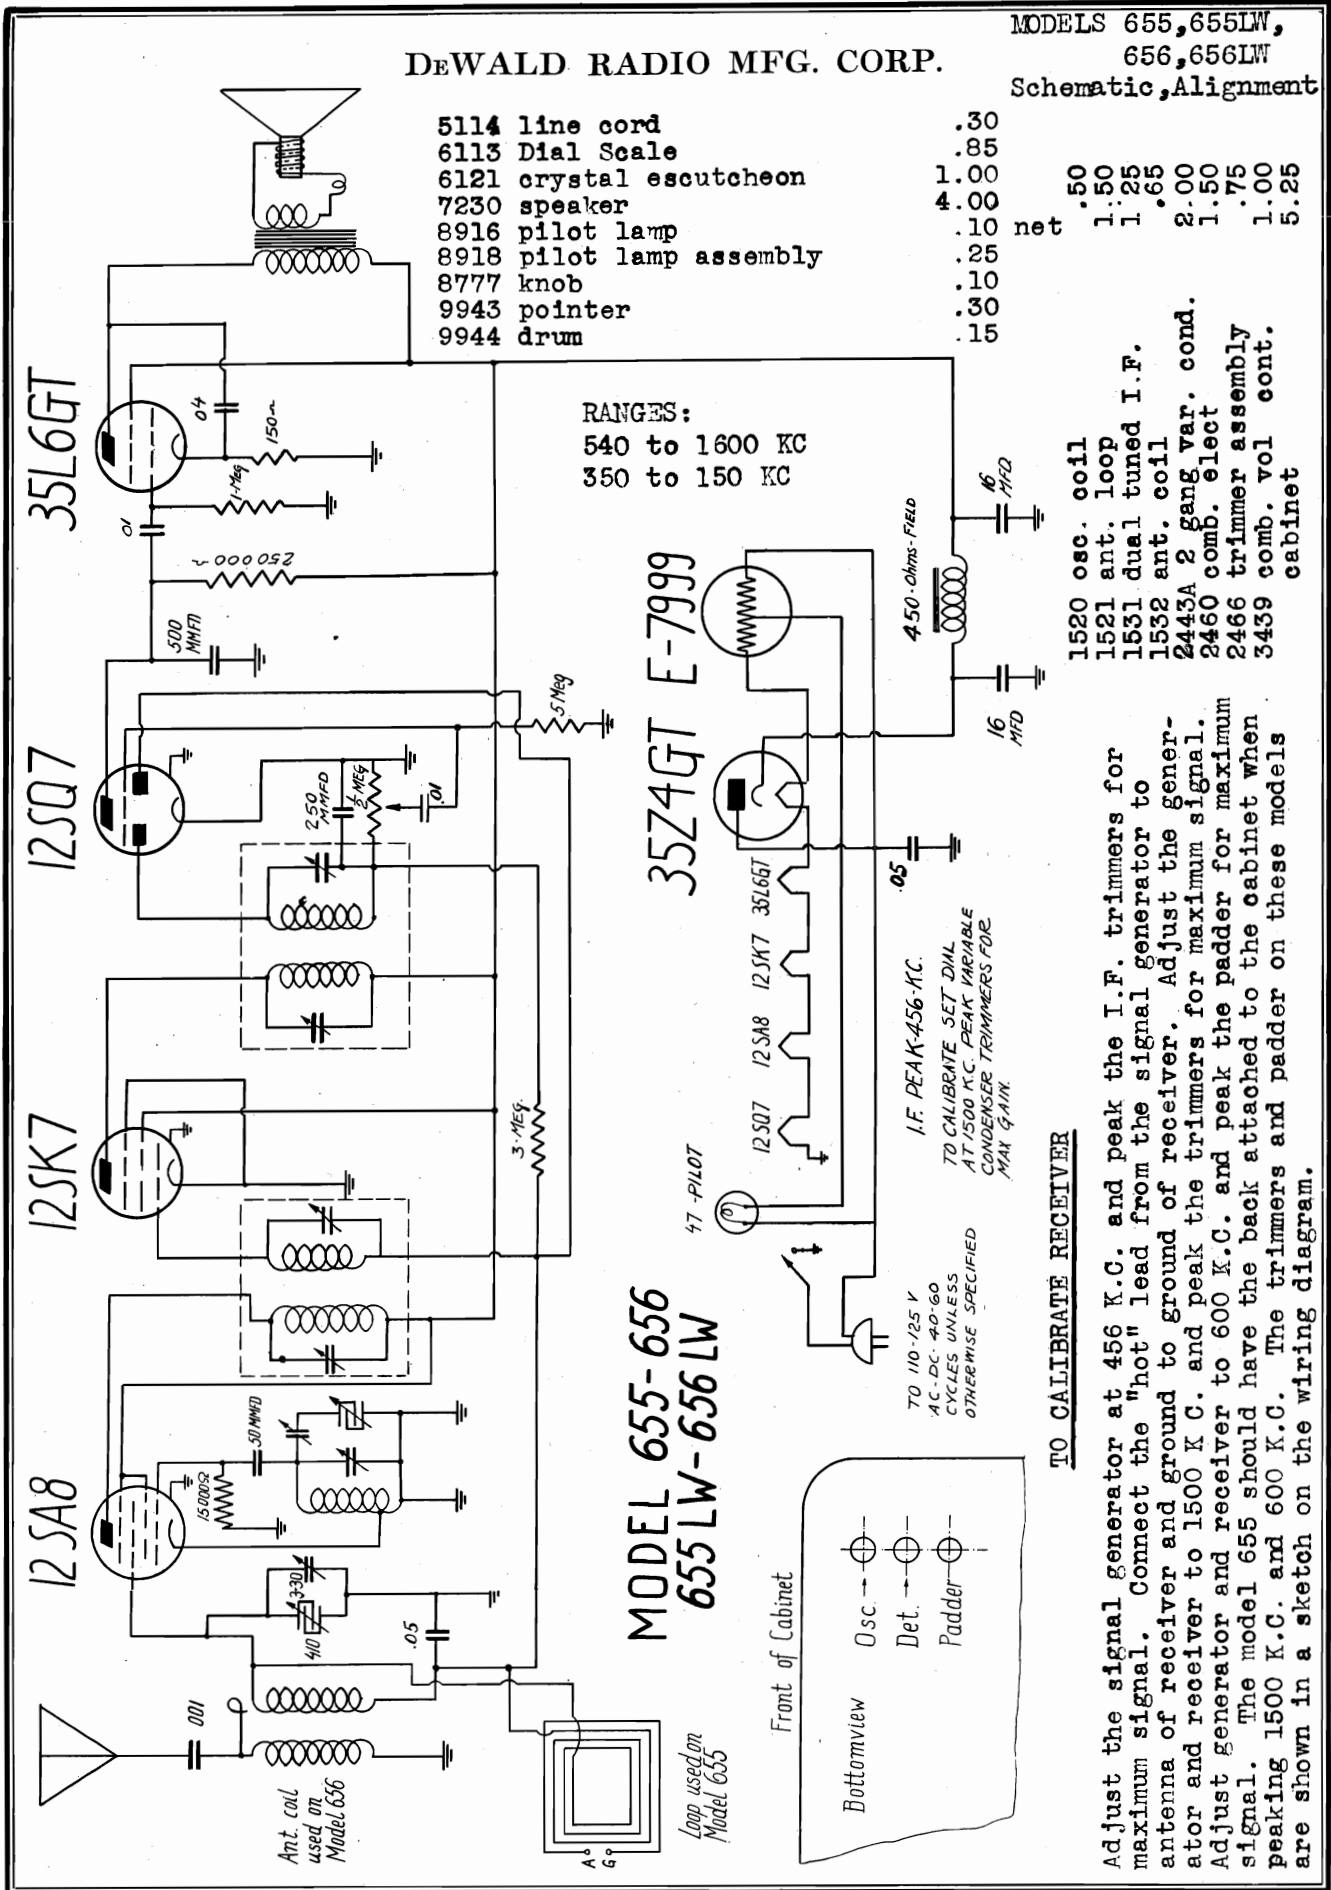 MODELS 655,655LW,
656,656LW
Schematic,Alignment
DEWALD RADIO MFG. CORP.
5114 line cord .30
6113 Dial Scale .85
6121 crystal escutcheon 1.00
7230 speaker 4.00
8916 pilot lamp .10 net
8918 pilot lamp assembly .25
8777 knob .10
9943 pointer .30
9944 drum .15
1520 osc. coil .50
1521 ant. loop 1.50
1531 dual tuned I.F. 1.25
1532 ant. coil .65
2443A 2 gang var. cond. 2.00
2460 comb. elect 1.50
2466 trimmer assembly .75
3439 comb. vol cont. 1.00
cabinet 5.25
RANGES:
540 to 1600 KC
350 to 150 KC
12SA8
12SK7
12SQ7
35L6GT
001
Ant. coil
used on
Model 656
A
G
Loop used on
Model 655
410
3-30
.05
15000Ω
50 MMFD
3-MEG.
250
MMFD
½ MEG
.01
5 Meg
500
MMFD
250000
01
1-Meg
04
150
35Z4GT E-7999
450-Ohms-FIELD
16
MFD
16
MFD
.05
12SQ7 12SA8 12SK7 35L6GT
47-PILOT
I.F. PEAK-456-K.C.
TO CALIBRATE SET DIAL
AT 1500 K.C. PEAK VARIABLE
CONDENSER TRIMMERS FOR
MAX GAIN.
TO 110-125 V
AC-DC-40-60
CYCLES UNLESS
OTHERWISE SPECIFIED
MODEL 655-656
655LW-656LW
Front of Cabinet
Bottomview
Osc.
Det.
Padder
TO CALIBRATE RECEIVER
Adjust the signal generator at 456 K.C. and peak the I.F. trimmers for
maximum signal. Connect the "hot" lead from the signal generator to
antenna of receiver and ground to ground of receiver. Adjust the gener-
ator and receiver to 1500 K C. and peak the trimmers for maximum signal.
Adjust generator and receiver to 600 K.C. and peak the padder for maximum
signal. The model 655 should have the back attached to the cabinet when
peaking 1500 K.C. and 600 K.C. The trimmers and padder on these models
are shown in a sketch on the wiring diagram.